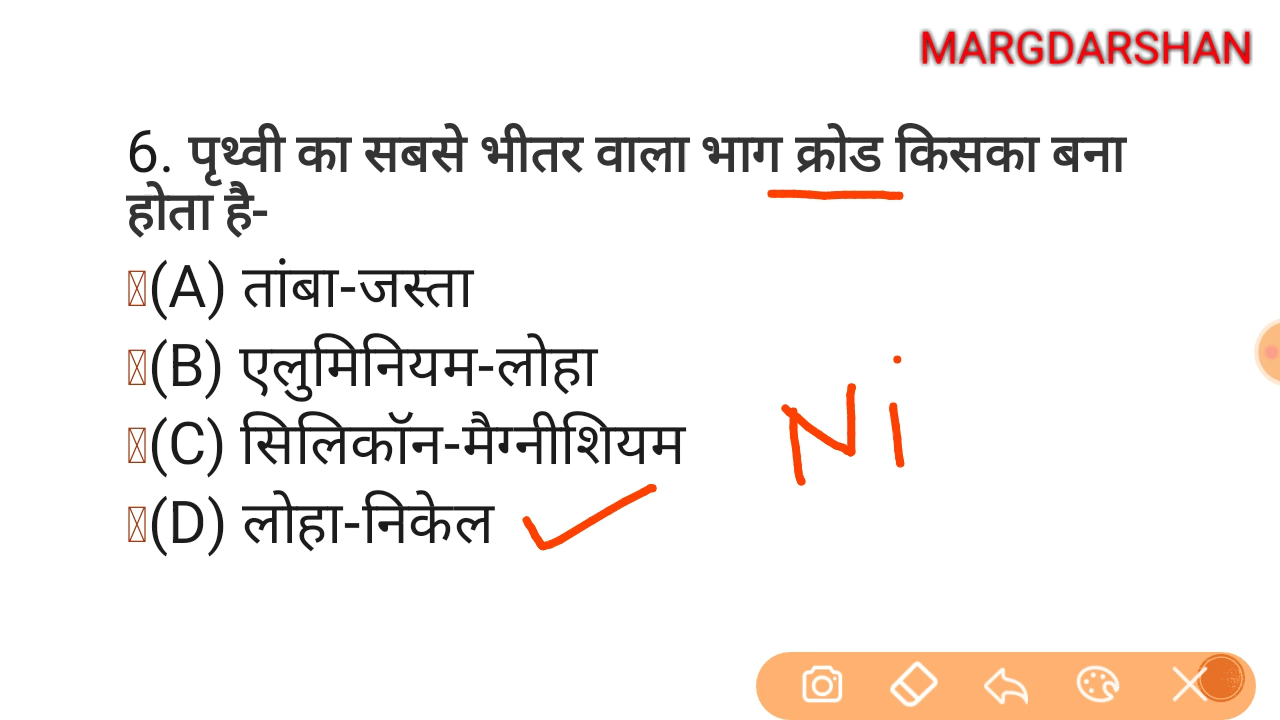 MARGDARSHAN
6. पृथ्वी का सबसे भीतर वाला भाग क्रोड किसका बना
होता है-
(A) तांबा-जस्ता
(B) एलुमिनियम-लोहा
(C) सिलिकॉन-मैग्नीशियम
Ni
(D) लोहा-निकेल